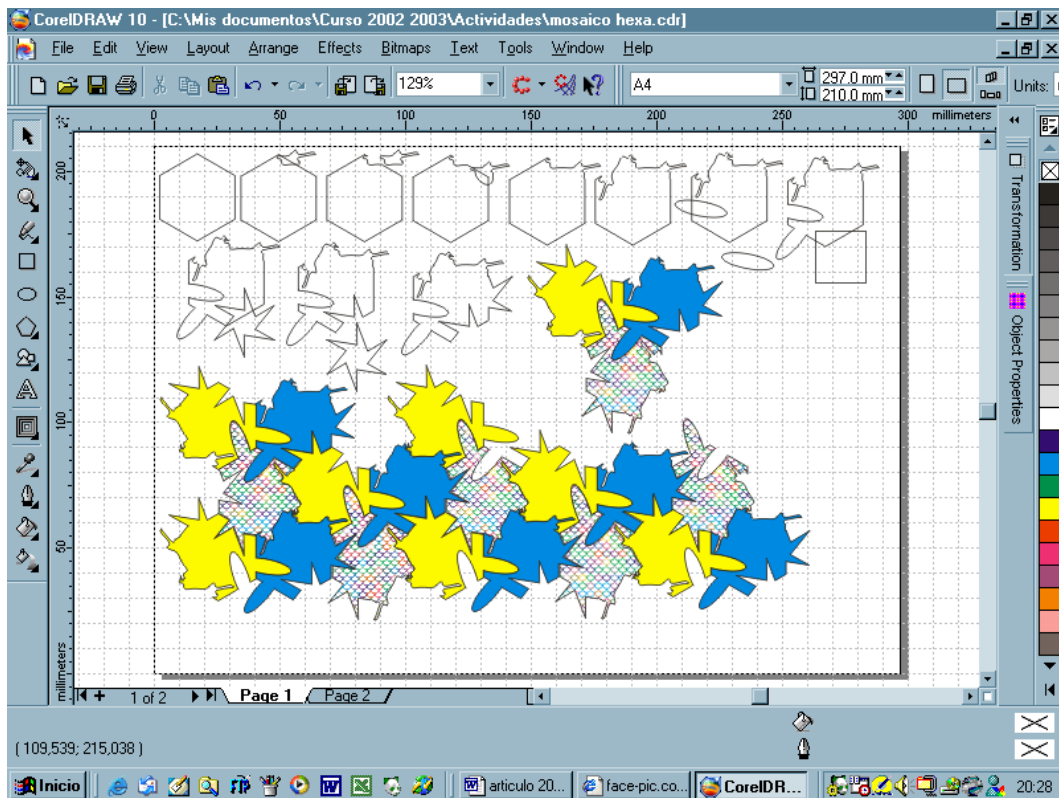 CorelDRAW 10 - [C:\Mis documentos\Curso 2002 2003\Actividades\mosaico hexa.cdr]
File Edit View Layout Arrange Effects Bitmaps Text Tools Window Help
129% A4 297.0 mm 210.0 mm Units:
0 50 100 150 200 250 300 millimeters
200
150
100
50
millimeters
Transformation
Object Properties
1 of 2 Page 1 Page 2
( 109,539; 215,038 )
Inicio articulo 20... face-pic.co... CorelDR... 20:28